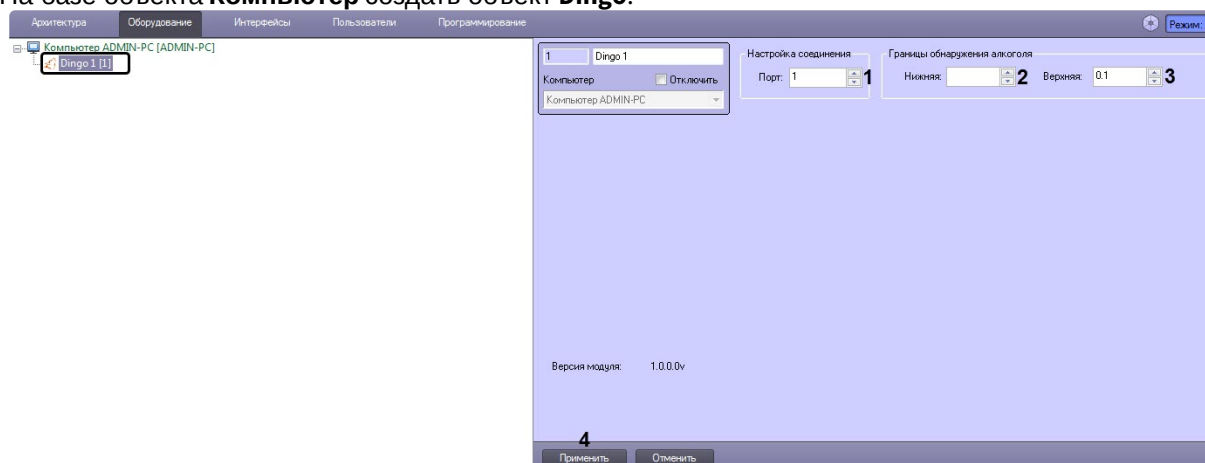 На базе объекта Компьютер создать объект Dingo.
Архитектура Оборудование Интерфейсы Пользователи Программирование Режим:
Компьютер ADMIN-PC [ADMIN-PC]
Dingo 1 [1]
1 Dingo 1
Компьютер Отключить
Компьютер ADMIN-PC
Настройка соединения
Порт: 1 1
Границы обнаружения алкоголя
Нижняя: 2 Верхняя: 0.1 3
Версия модуля: 1.0.0.0v
4
Применить Отменить